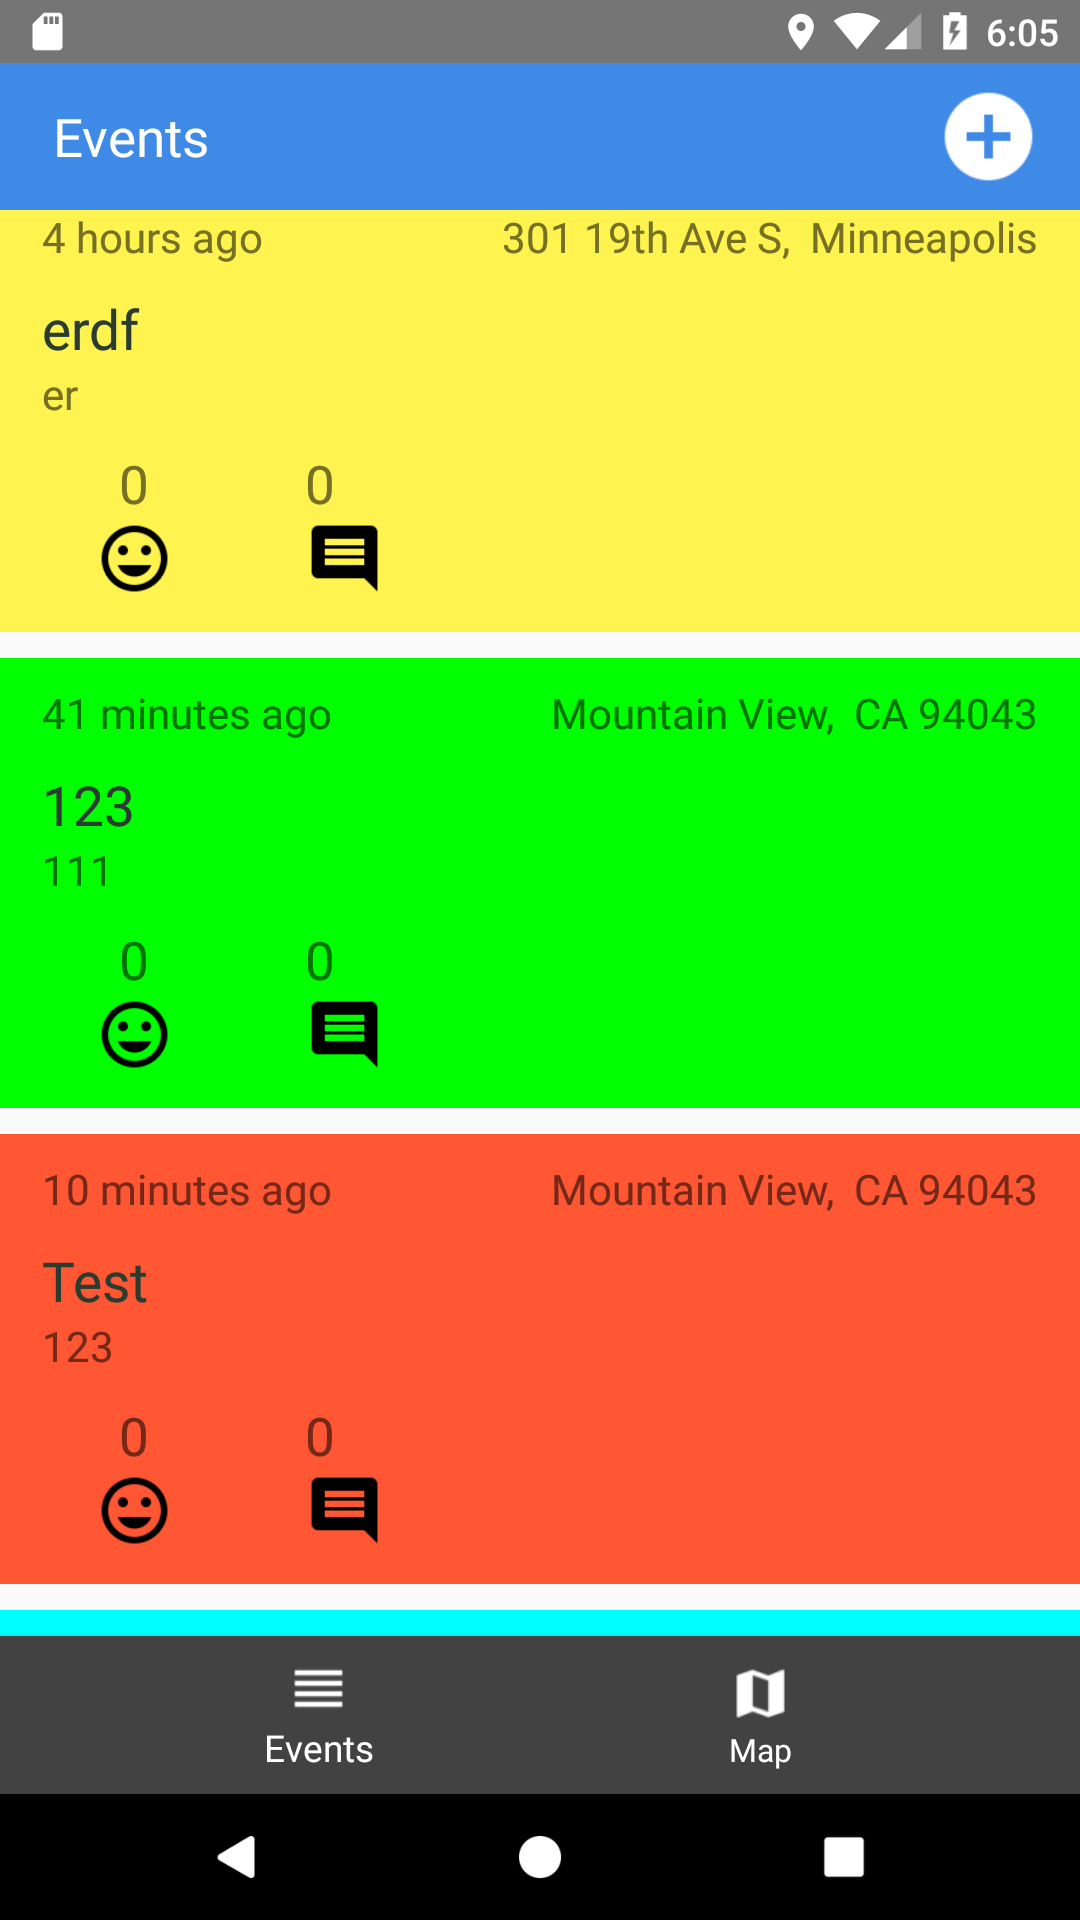 6:05
Events
4 hours ago 301 19th Ave S, Minneapolis
erdf
er
0 0
41 minutes ago Mountain View, CA 94043
123
111
0 0
10 minutes ago Mountain View, CA 94043
Test
123
0 0
Events Map